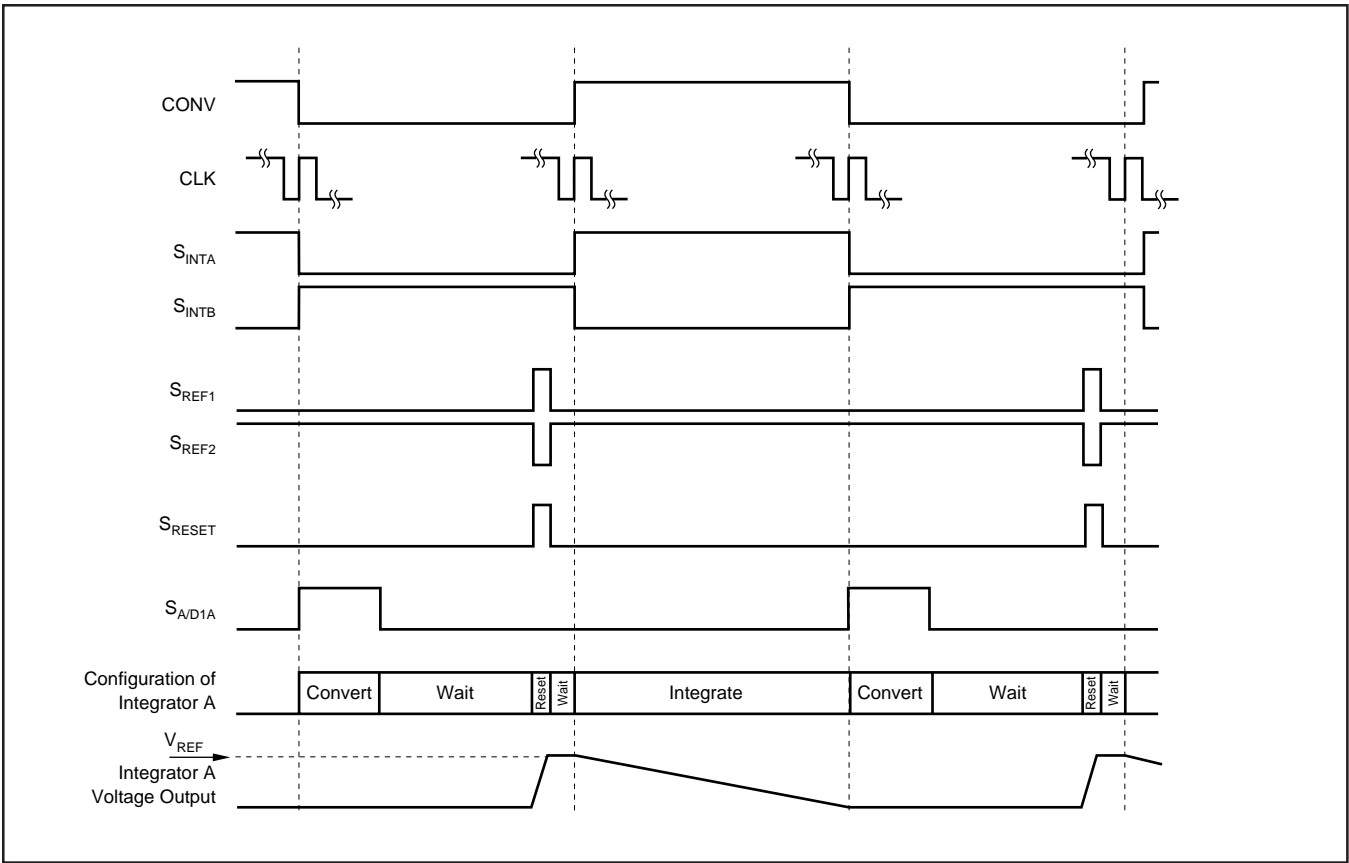 CONV
CLK
SINTA
SINTB
SREF1
SREF2
SRESET
SA/D1A
Configuration of
Integrator A
Convert
Wait
Reset
Wait
Integrate
Convert
Wait
Reset
Wait
VREF
Integrator A
Voltage Output